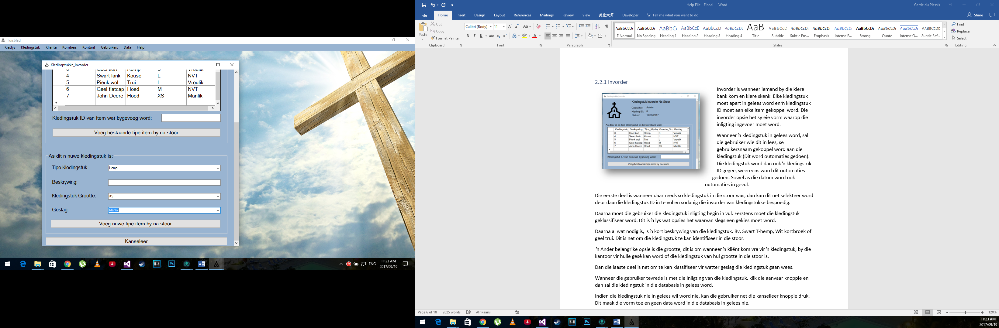 Tuisblad
Kieslys Kledingstuk Kliente Kombers Kontant Gebruikers Data Help
Kledingstukke_invorder
4 Swart lank Kouse L NVT
5 Pienk wol Trui L Vroulik
6 Geel flatcap Hoed M NVT
7 John Deere Hoed XS Manlik
Kledingstuk ID van item wat bygevoeg word:
Voeg bestaande tipe item by na stoor
As dit n nuwe kledingstuk is:
Tipe Kledingstuk: Hemp
Beskrywing:
Kledingstuk Grootte: XS
Geslag: Manlik
Voeg nuwe tipe item by na stoor
Kanseleer
ENG
11:23 AM
2017/09/19
Help File - Finaal - Word
Gerrie du Plessis
File Home Insert Design Layout References Mailings Review View 美化大师 Developer Tell me what you want to do
Share
Paste
Cut
Copy
Format Painter
Clipboard
Calibri (Body) 11
Font
Paragraph
AaBbCcDc AaBbCcDc AaBbCc AaBbCcD AaBbCcDc AaBbCcDc AaB AaBbCcD AaBbCcDc AaBbCcDc AaBbCcDc AaBbCcDc AaBbCcDc AaBbCcDc AABBCCDD
¶ Normal No Spacing Heading 1 Heading 2 Heading 3 Heading 4 Title Subtitle Subtle Em... Emphasis Intense E... Strong Quote Intense Q... Subtle Ref...
Styles
Find
Replace
Select
Editing
2.2.1 Invorder
Kledingstukke_invorder
Kledingstuk Invorder Na Stoor
Gebruiker: Admin
Kleding ID: 8
Datum: 19/09/2017
As daar al so tipe kledingstuk in die klerebank was:
Kledingstuk_ Beskrywing Tipe_Kleding Grootte_Siz Geslag
3 Geel kort Romp S Vroulik
4 Swart lank Kouse L NVT
5 Pienk wol Trui L Vroulik
6 Geel flatcap Hoed M NVT
7 John Deere Hoed XS Manlik
Kledingstuk ID van item wat bygevoeg word:
Voeg bestaande tipe item by na stoor
Invorder is wanneer iemand by die klere
bank kom en klere skenk. Elke kledingstuk
moet apart in gelees word en 'n kledingstuk
ID moet aan elke item gekoppel word. Die
invorder opsie het sy eie vorm waarop die
inligting ingevoer moet word.
Wanneer 'n kledingstuk in gelees word, sal
die gebruiker wie dit in lees, se
gebruikersnaam gekoppel word aan die
kledingstuk (Dit word outomaties gedoen).
Die kledingstuk word dan ook 'n kledingstuk
ID gegee, weereens word dit outomaties
gedoen. Sowel as die datum word ook
outomaties in gevul.
Die eerste deel is wanneer daar reeds so kledingstuk in die stoor was, dan kan dit net selekteer word
deur daardie kledingstuk ID in te vul en sodanig die invorder van kledingstukke bespoedig.
Daarna moet die gebruiker die kledingstuk inligting begin in vul. Eerstens moet die kledingstuk
geklassifiseer word. Dit is 'n lys wat opsies het waarvan slegs een gekies moet word.
Daarna al wat nodig is, is 'n kort beskrywing van die kledingstuk. Bv. Swart T-hemp, Wit kortbroek of
geel trui. Dit is net om die kledingstuk te kan identifiseer in die stoor.
'n Ander belangrike opsie is die grootte, dit is om wanneer 'n kliënt kom vra vir 'n kledingstuk, by die
kantoor vir hulle gesê kan word of die kledingstuk van hul grootte in die stoor is.
Dan die laaste deel is net om te kan klassifiseer vir watter geslag die kledingstuk gaan wees.
Wanneer die gebruiker tevrede is met die inligting van die kledingstuk, klik die aanvaar knoppie en
dan sal die kledingstuk in die databasis in gelees word.
Indien die kledingstuk nie in gelees wil word nie, kan die gebruiker net die kanselleer knoppie druk.
Dit maak die vorm toe en geen data word in die databasis in gelees nie.
Page 6 of 18 2825 words Afrikaans
120%
11:23 AM
2017/09/19